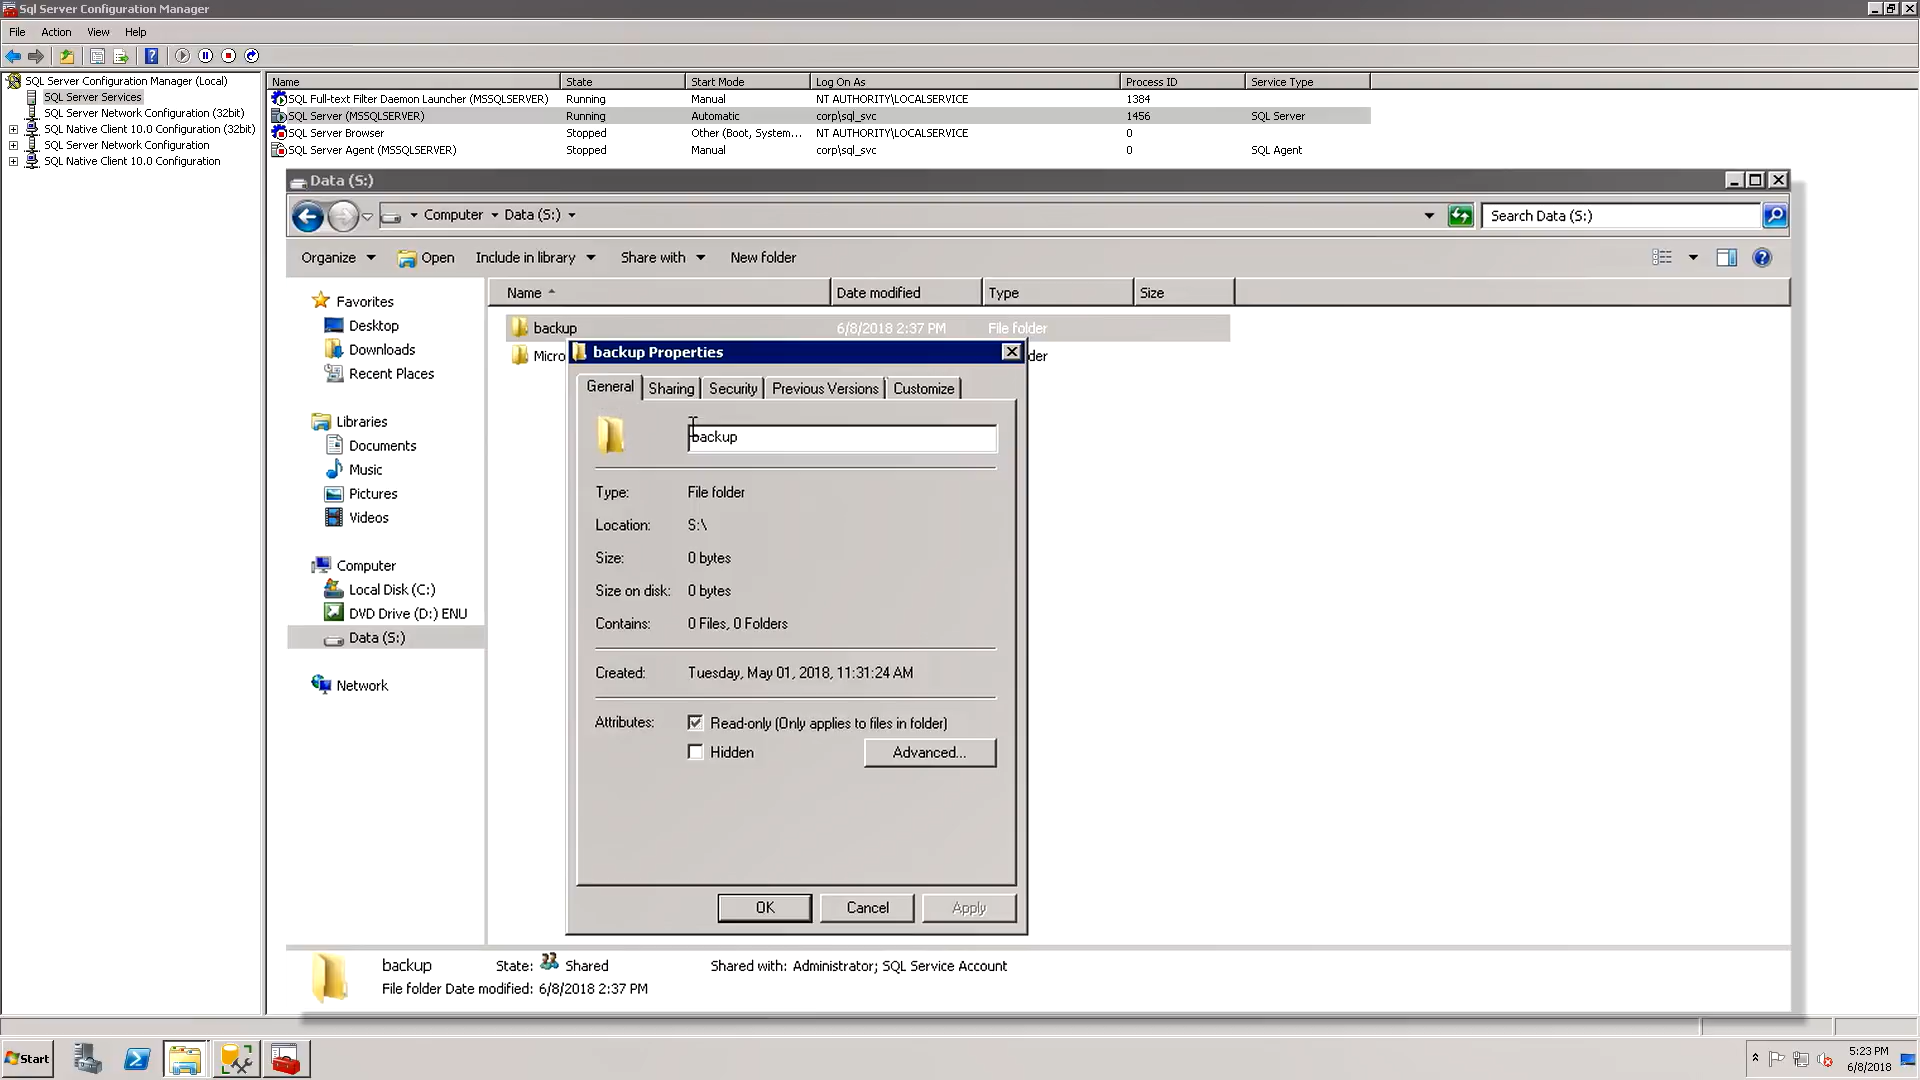 Sql Server Configuration Manager
File Action View Help
SQL Server Configuration Manager (Local)
SQL Server Services
SQL Server Network Configuration (32bit)
SQL Native Client 10.0 Configuration (32bit)
SQL Server Network Configuration
SQL Native Client 10.0 Configuration
Name State Start Mode Log On As Process ID Service Type
SQL Full-text Filter Daemon Launcher (MSSQLSERVER) Running Manual NT AUTHORITY\LOCALSERVICE 1384
SQL Server (MSSQLSERVER) Running Automatic corp\sql_svc 1456 SQL Server
SQL Server Browser Stopped Other (Boot, System... NT AUTHORITY\LOCALSERVICE 0
SQL Server Agent (MSSQLSERVER) Stopped Manual corp\sql_svc 0 SQL Agent
Data (S:)
Computer Data (S:) Search Data (S:)
Organize Open Include in library Share with New folder
Favorites
Desktop
Downloads
Recent Places
Libraries
Documents
Music
Pictures
Videos
Computer
Local Disk (C:)
DVD Drive (D:) ENU
Data (S:)
Network
Name Date modified Type Size
backup 6/8/2018 2:37 PM File folder
Micro der
backup Properties
General Sharing Security Previous Versions Customize
backup
Type: File folder
Location: S:\
Size: 0 bytes
Size on disk: 0 bytes
Contains: 0 Files, 0 Folders
Created: Tuesday, May 01, 2018, 11:31:24 AM
Attributes: Read-only (Only applies to files in folder)
Hidden Advanced...
OK Cancel Apply
backup State: Shared Shared with: Administrator; SQL Service Account
File folder Date modified: 6/8/2018 2:37 PM
Start
5:23 PM
6/8/2018